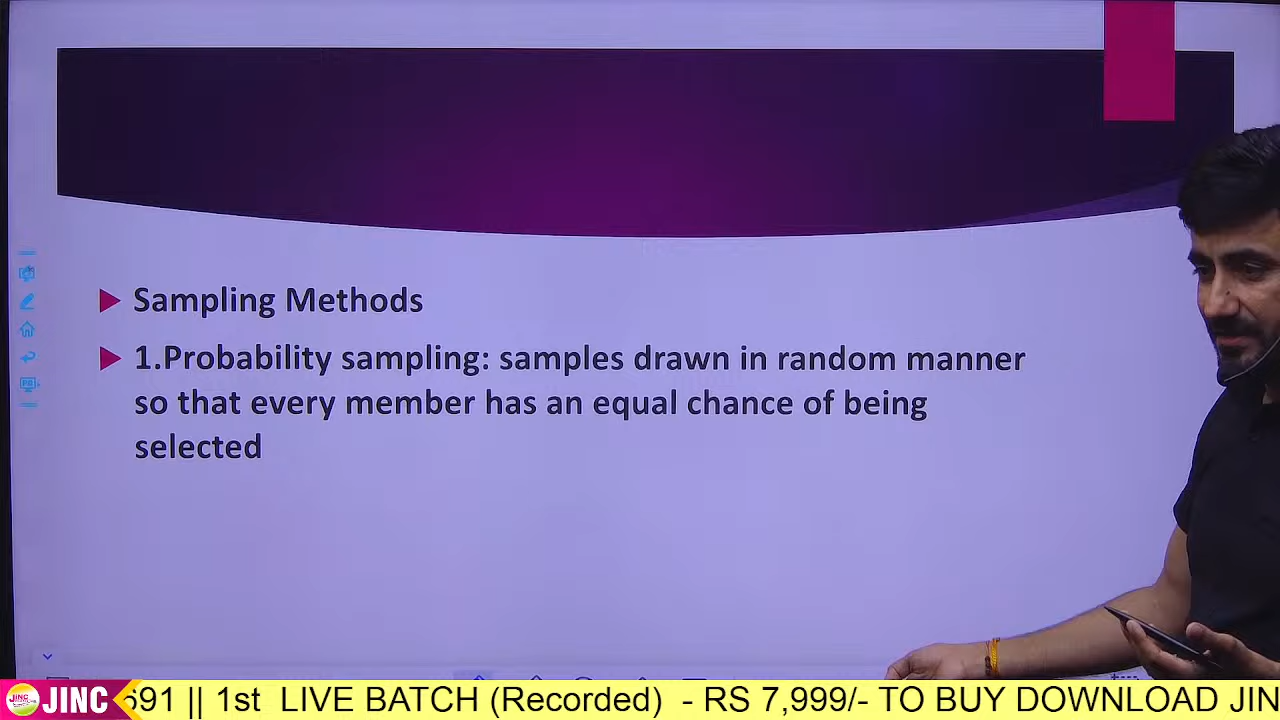 Sampling Methods
1.Probability sampling: samples drawn in random manner
so that every member has an equal chance of being
selected
JINC
691 || 1st LIVE BATCH (Recorded) - RS 7,999/- TO BUY DOWNLOAD JIN